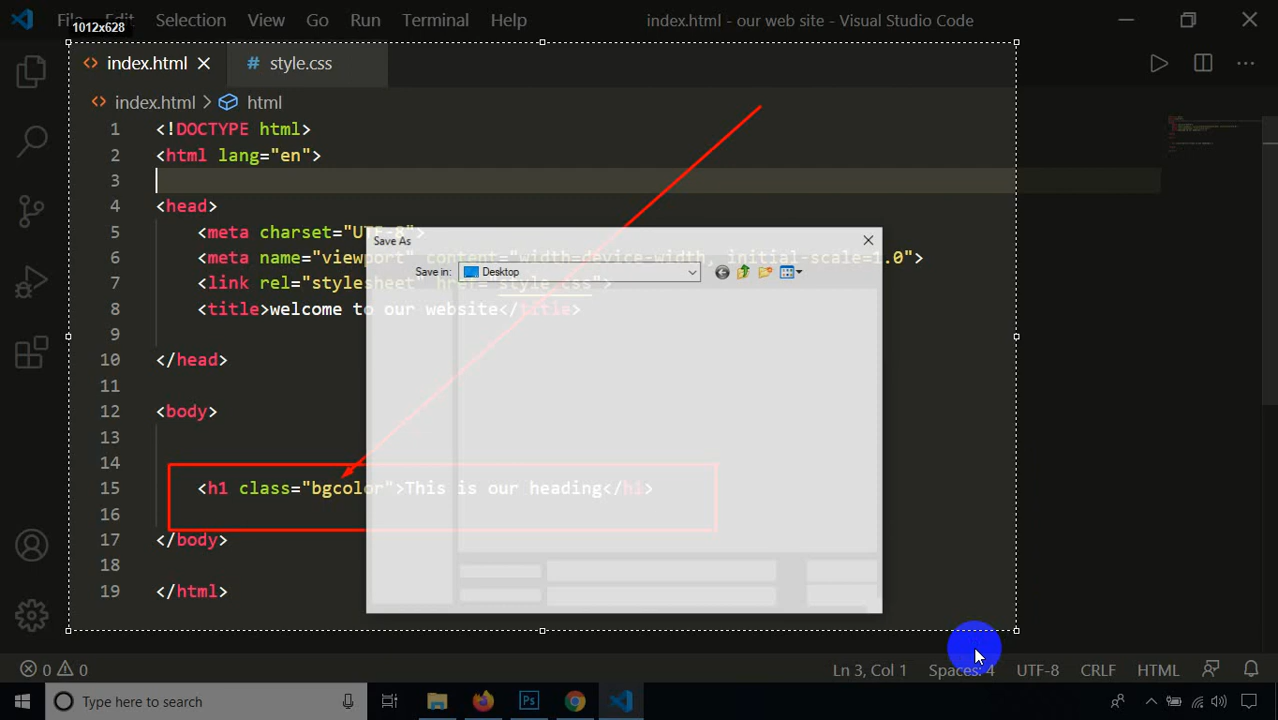 File Edit Selection View Go Run Terminal Help index.html - our web site - Visual Studio Code
1012x628
index.html style.css
index.html html
1 <!DOCTYPE html>
2 <html lang="en">
3
4 <head>
5 <meta charset="UTF-8">
6 <meta name="viewport" content="width=device-width, initial-scale=1.0">
7 <link rel="stylesheet" href="style.css">
8 <title>welcome to our website</title>
9
10 </head>
11
12 <body>
13
14
15 <h1 class="bgcolor">This is our heading</h1>
16
17 </body>
18
19 </html>
Save As
Save in: Desktop
0 0 Ln 3, Col 1 Spaces: 4 UTF-8 CRLF HTML
Type here to search Ps